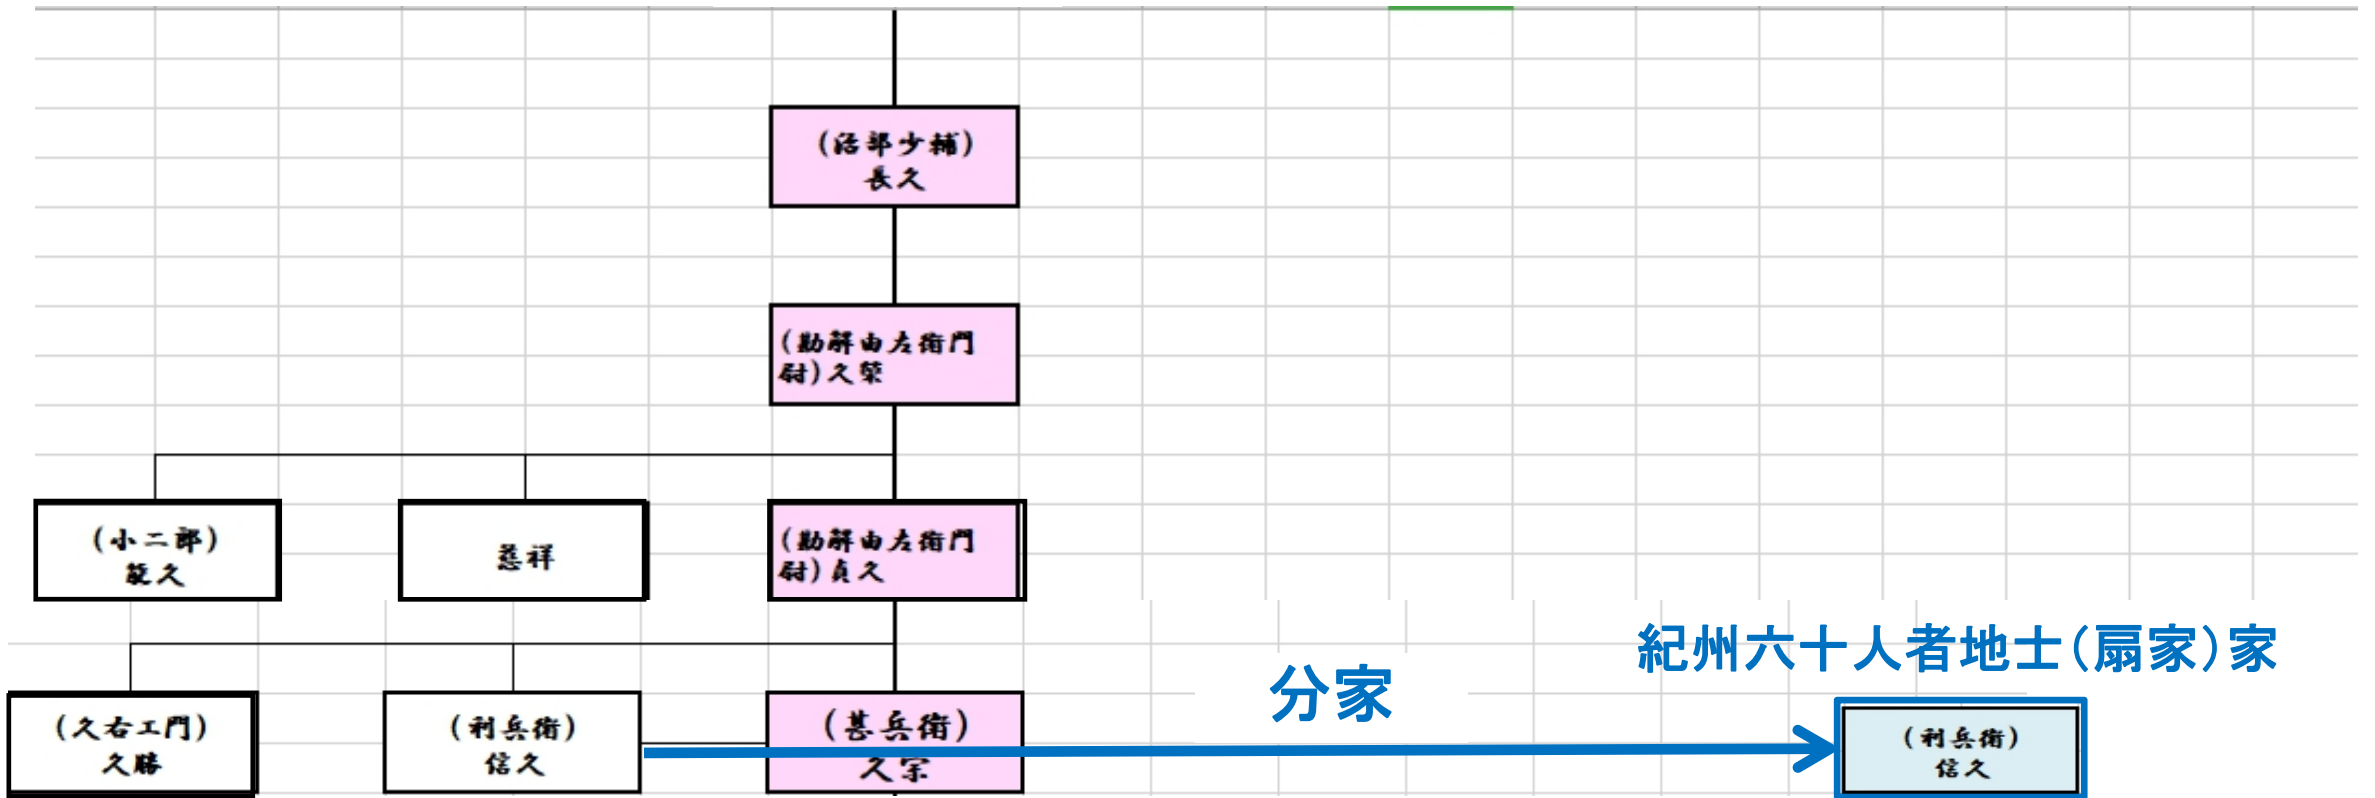 (治部少輔)
長久
(勘解由左衛門
尉)久榮
(小二郎)
龍久
慈祥
(勘解由左衛門
尉)貞久
紀州六十人者地士(扇家)家
分家
(久右エ門)
久勝
(利兵衛)
信久
(甚兵衛)
久宗
(利兵衛)
信久